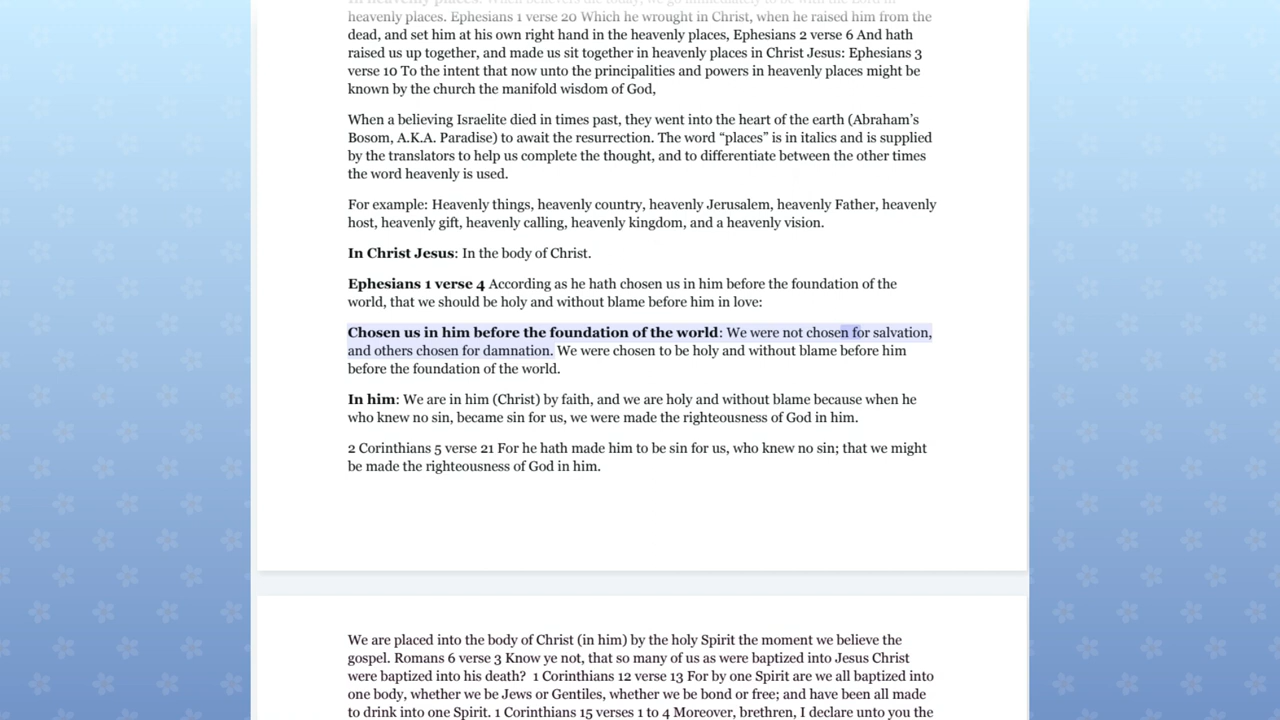 In heavenly places: When believers die today, we go immediately to be with the Lord in
heavenly places. Ephesians 1 verse 20 Which he wrought in Christ, when he raised him from the
dead, and set him at his own right hand in the heavenly places, Ephesians 2 verse 6 And hath
raised us up together, and made us sit together in heavenly places in Christ Jesus: Ephesians 3
verse 10 To the intent that now unto the principalities and powers in heavenly places might be
known by the church the manifold wisdom of God,
When a believing Israelite died in times past, they went into the heart of the earth (Abraham’s
Bosom, A.K.A. Paradise) to await the resurrection. The word “places” is in italics and is supplied
by the translators to help us complete the thought, and to differentiate between the other times
the word heavenly is used.
For example: Heavenly things, heavenly country, heavenly Jerusalem, heavenly Father, heavenly
host, heavenly gift, heavenly calling, heavenly kingdom, and a heavenly vision.
In Christ Jesus: In the body of Christ.
Ephesians 1 verse 4 According as he hath chosen us in him before the foundation of the
world, that we should be holy and without blame before him in love:
Chosen us in him before the foundation of the world: We were not chosen for salvation,
and others chosen for damnation. We were chosen to be holy and without blame before him
before the foundation of the world.
In him: We are in him (Christ) by faith, and we are holy and without blame because when he
who knew no sin, became sin for us, we were made the righteousness of God in him.
2 Corinthians 5 verse 21 For he hath made him to be sin for us, who knew no sin; that we might
be made the righteousness of God in him.
We are placed into the body of Christ (in him) by the holy Spirit the moment we believe the
gospel. Romans 6 verse 3 Know ye not, that so many of us as were baptized into Jesus Christ
were baptized into his death? 1 Corinthians 12 verse 13 For by one Spirit are we all baptized into
one body, whether we be Jews or Gentiles, whether we be bond or free; and have been all made
to drink into one Spirit. 1 Corinthians 15 verses 1 to 4 Moreover, brethren, I declare unto you the